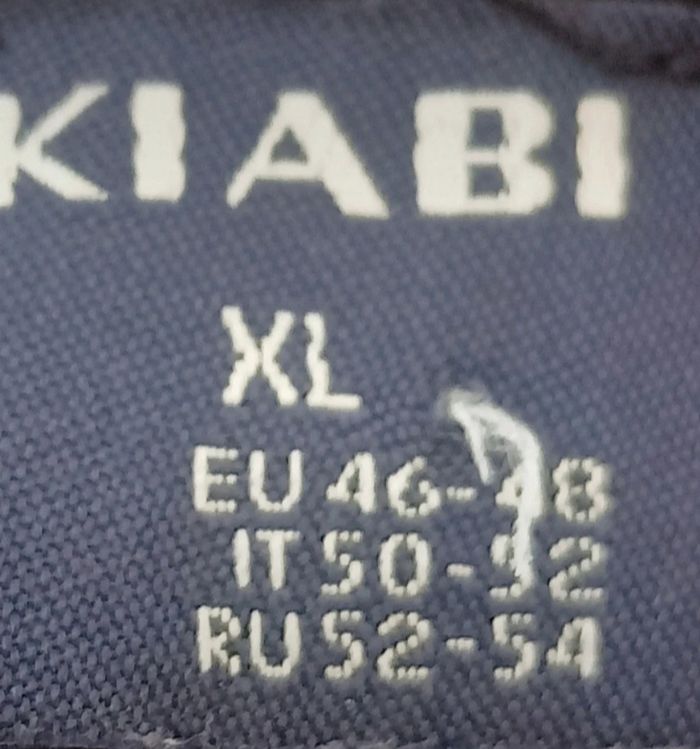 KIABI
XL
EU 46-48
IT 50-52
RU 52-54